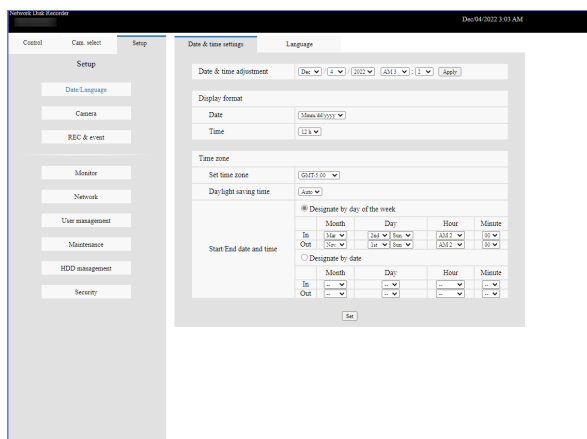 Network Disk Recorder
Dec/04/2022 3:03 AM
Control Cam. select Setup
Date & time settings Language
Setup
Date/Language
Camera
REC & event
Monitor
Network
User management
Maintenance
HDD management
Security
Date & time adjustment Dec / 4 / 2022 AM 3 : 2 Apply
Display format
Date Mmm/dd/yyyy
Time 12 h
Time zone
Set time zone GMT-5:00
Daylight saving time Auto
Start/End date and time
Designate by day of the week
Month Day Hour Minute
In Mar 2nd Sun AM 2 00
Out Nov 1st Sun AM 2 00
Designate by date
Month Day Hour Minute
In -- -- -- --
Out -- -- -- --
Set